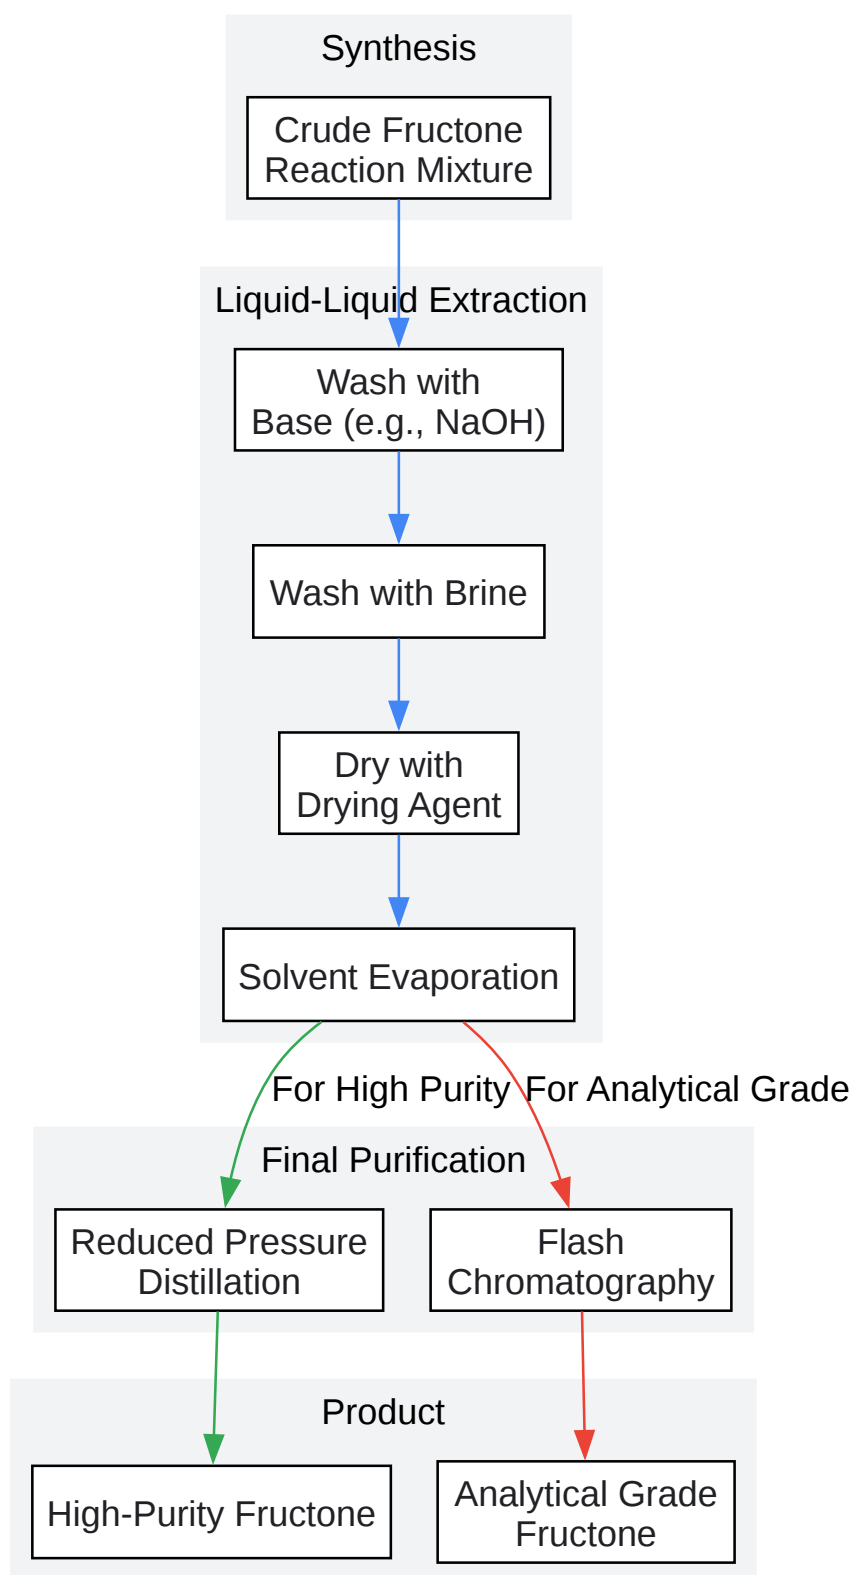 Synthesis
Crude Fructone
Reaction Mixture
Liquid-Liquid Extraction
Wash with
Base (e.g., NaOH)
Wash with Brine
Dry with
Drying Agent
Solvent Evaporation
For High Purity
For Analytical Grade
Final Purification
Reduced Pressure
Distillation
Flash
Chromatography
Product
High-Purity Fructone
Analytical Grade
Fructone